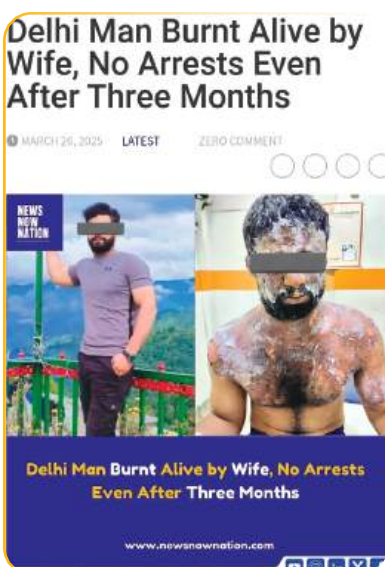 Delhi Man Burnt Alive by
Wife, No Arrests Even
After Three Months
MARCH 26, 2025 LATEST ZERO COMMENT
NEWS
NOW
NATION
Delhi Man Burnt Alive by Wife, No Arrests
Even After Three Months
www.newsnownation.com